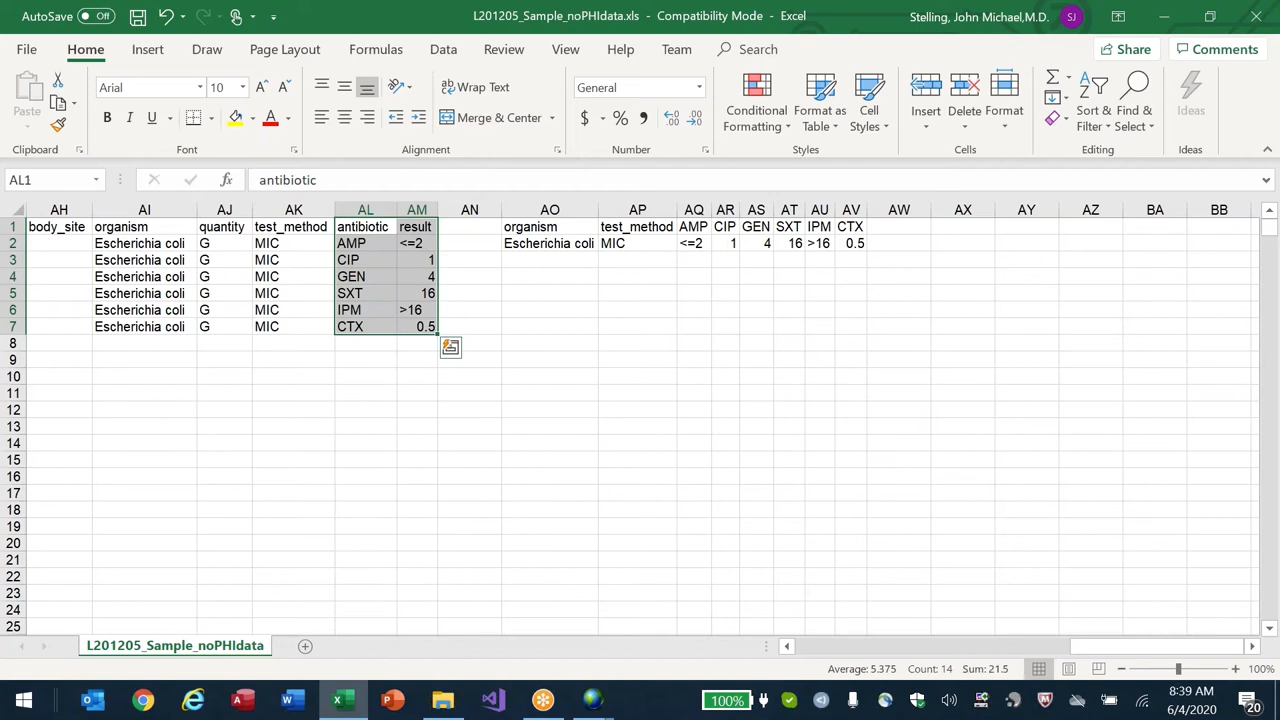 AutoSave Off L201205_Sample_noPHIdata.xls - Compatibility Mode - Excel Stelling, John Michael,M.D. SJ
File Home Insert Draw Page Layout Formulas Data Review View Help Team Search Share Comments
Paste Arial 10 Wrap Text General Conditional Formatting Format as Table Cell Styles Insert Delete Format Sort & Filter Find & Select Ideas
B I U A Merge & Center $ %
Clipboard Font Alignment Number Styles Cells Editing Ideas
AL1 fx antibiotic
AH AI AJ AK AL AM AN AO AP AQ AR AS AT AU AV AW AX AY AZ BA BB
1 body_site organism quantity test_method antibiotic result organism test_method AMP CIP GEN SXT IPM CTX
2 Escherichia coli G MIC AMP <=2 Escherichia coli MIC <=2 1 4 16 >16 0.5
3 Escherichia coli G MIC CIP 1
4 Escherichia coli G MIC GEN 4
5 Escherichia coli G MIC SXT 16
6 Escherichia coli G MIC IPM >16
7 Escherichia coli G MIC CTX 0.5
8
9
10
11
12
13
14
15
16
17
18
19
20
21
22
23
24
25
L201205_Sample_noPHIdata
Average: 5.375 Count: 14 Sum: 21.5 100%
100% 8:39 AM
6/4/2020 20